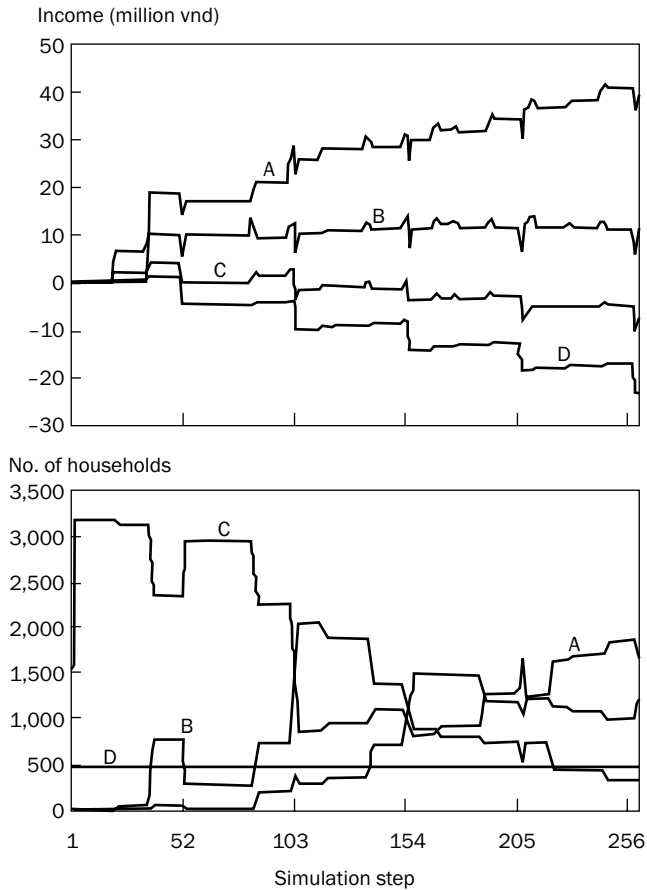 Income (million vnd)
50
40
30
20
10
0
-10
-20
-30
A
B
C
D
No. of households
3,500
3,000
2,500
2,000
1,500
1,000
500
0
C
A
B
D
1 52 103 154 205 256
Simulation step